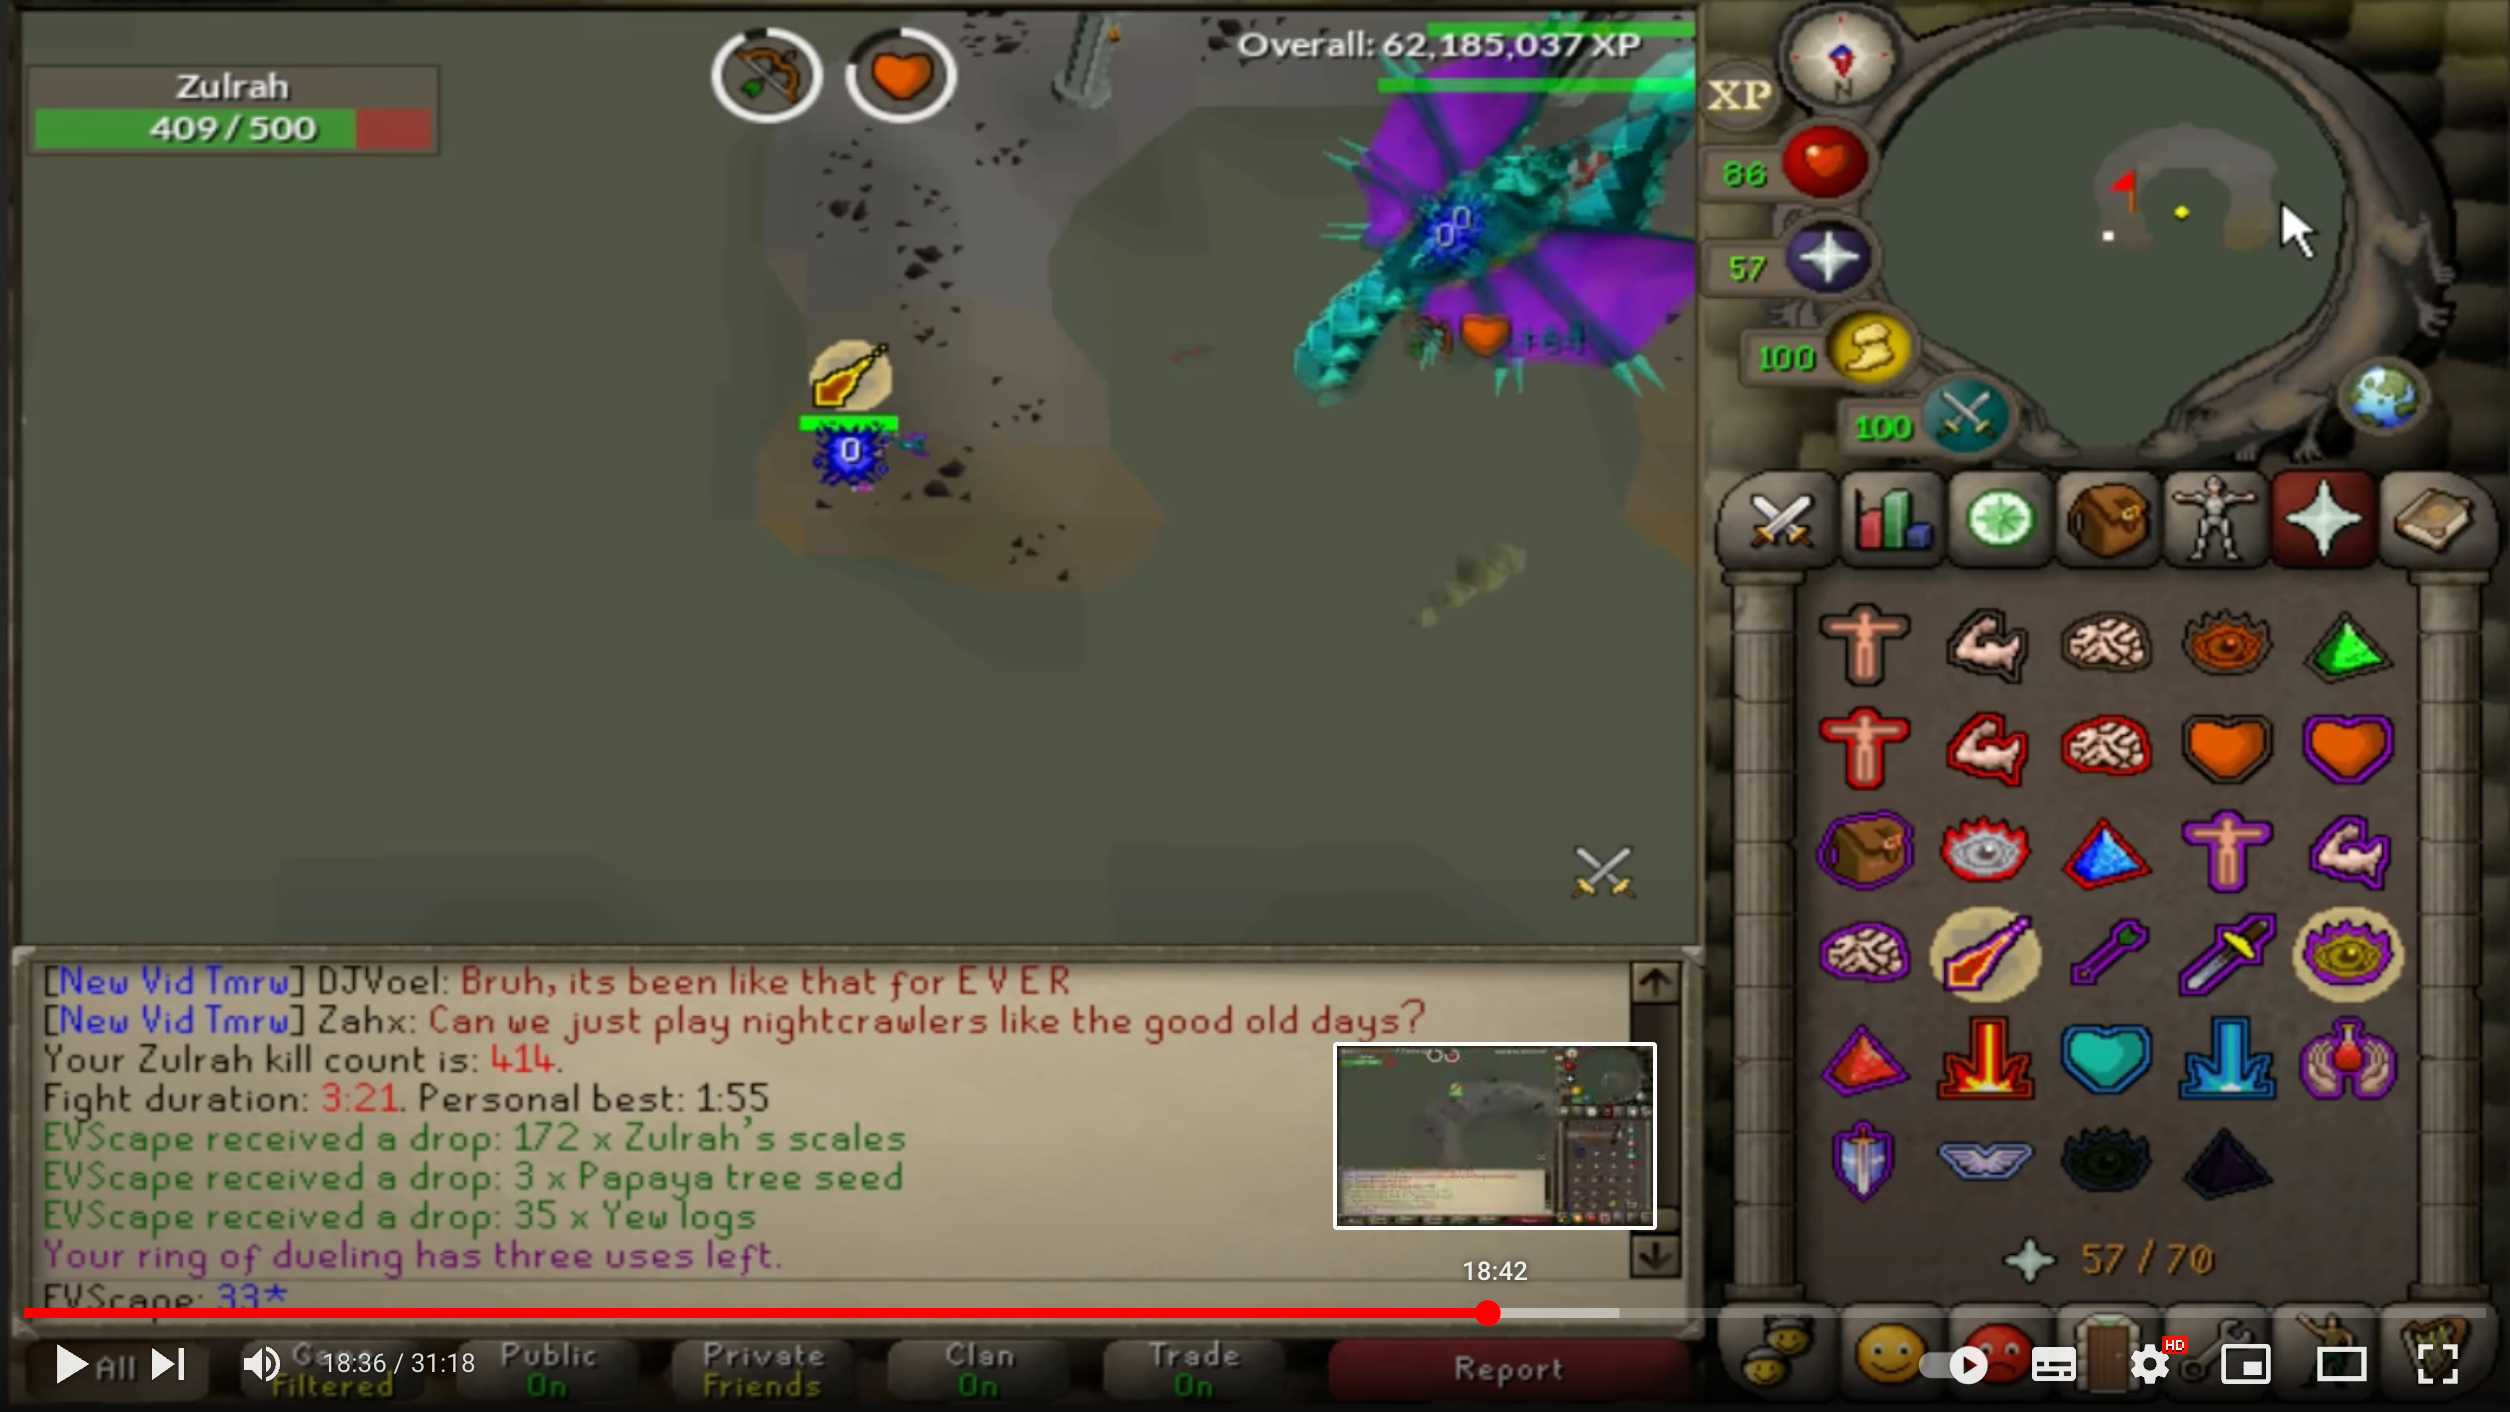 Zulrah
409 / 500
Overall: 62,185,037 XP
XP
N
86
57
100
100
0
0
0
[New Vid Tmrw] DJVoel: Bruh, its been like that for E V E R
[New Vid Tmrw] Zahx: Can we just play nightcrawlers like the good old days?
Your Zulrah kill count is: 414.
Fight duration: 3:21. Personal best: 1:55
EVScape received a drop: 172 x Zulrah's scales
EVScape received a drop: 3 x Papaya tree seed
EVScape received a drop: 35 x Yew logs
Your ring of dueling has three uses left.
EVScape: 33*
57 / 70
18:42
All
Game
Filtered
18:36 / 31:18
Public
On
Private
Friends
Clan
On
Trade
On
Report
HD